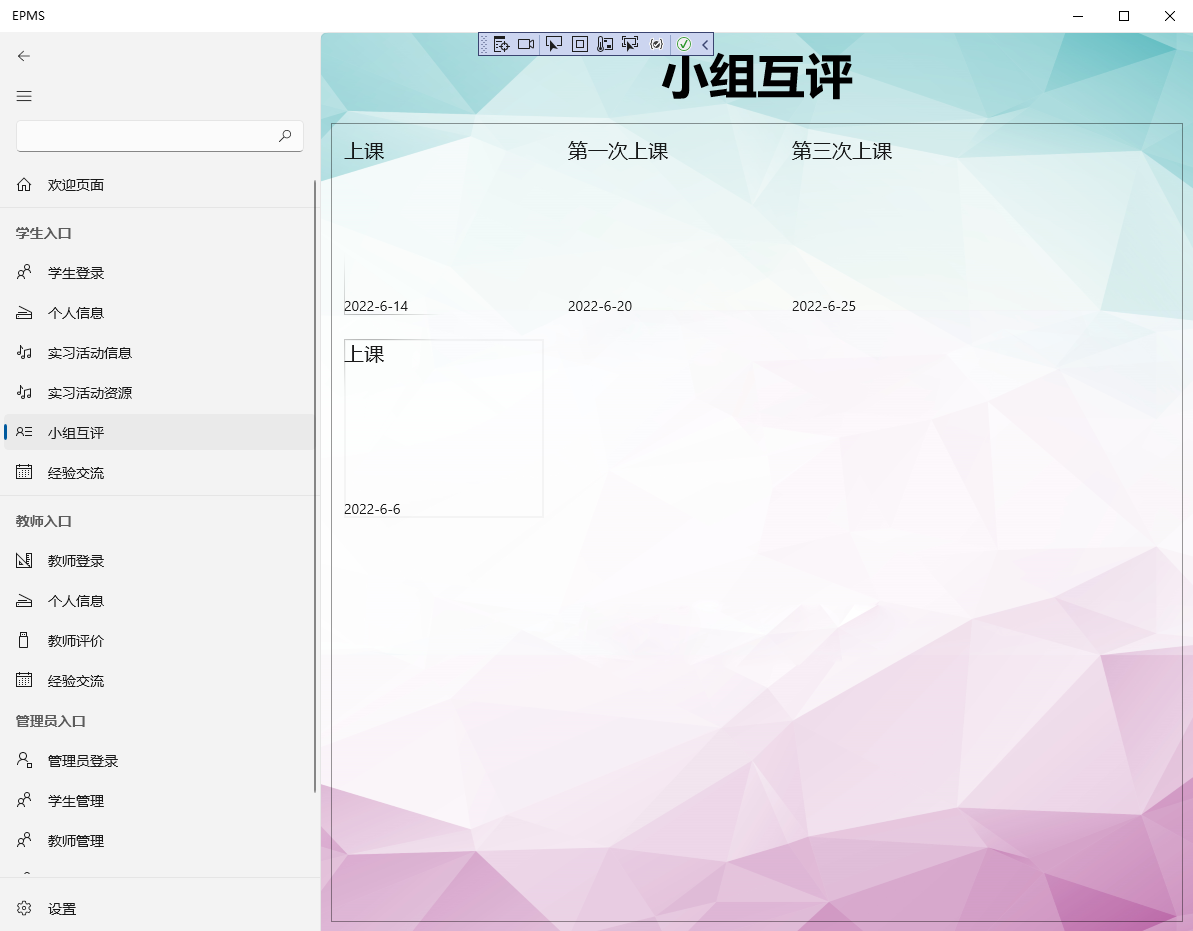 EPMS
欢迎页面
学生入口
学生登录
个人信息
实习活动信息
实习活动资源
小组互评
经验交流
教师入口
教师登录
个人信息
教师评价
经验交流
管理员入口
管理员登录
学生管理
教师管理
设置
小组互评
上课
第一次上课
第三次上课
2022-6-14
2022-6-20
2022-6-25
上课
2022-6-6